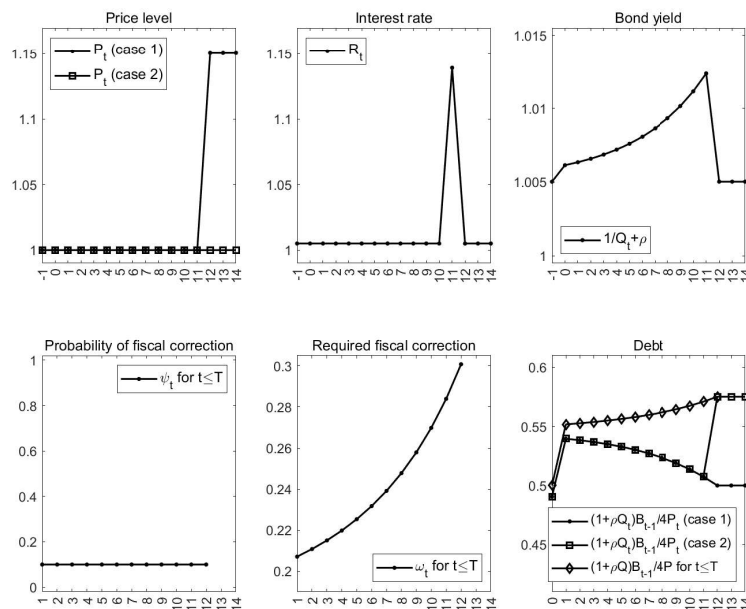 Price level
1.15
1.1
1.05
1
P_t (case 1)
P_t (case 2)
-1 0 1 2 3 4 5 6 7 8 9 10 11 12 13 14
Interest rate
1.15
1.1
1.05
1
R_t
-1 0 1 2 3 4 5 6 7 8 9 10 11 12 13 14
Bond yield
1.015
1.01
1.005
1
1/Q_t+ρ
-1 0 1 2 3 4 5 6 7 8 9 10 11 12 13 14
Probability of fiscal correction
1
0.8
0.6
0.4
0.2
0
ψ_t for t≤T
1 2 3 4 5 6 7 8 9 10 11 12 13 14
Required fiscal correction
0.3
0.28
0.26
0.24
0.22
0.2
ω_t for t≤T
1 2 3 4 5 6 7 8 9 10 11 12 13 14
Debt
0.6
0.55
0.5
0.45
(1+ρQ_t)B_{t-1}/4P_t (case 1)
(1+ρQ_t)B_{t-1}/4P_t (case 2)
(1+ρQ)B_{t-1}/4P for t≤T
0 1 2 3 4 5 6 7 8 9 10 11 12 13 14